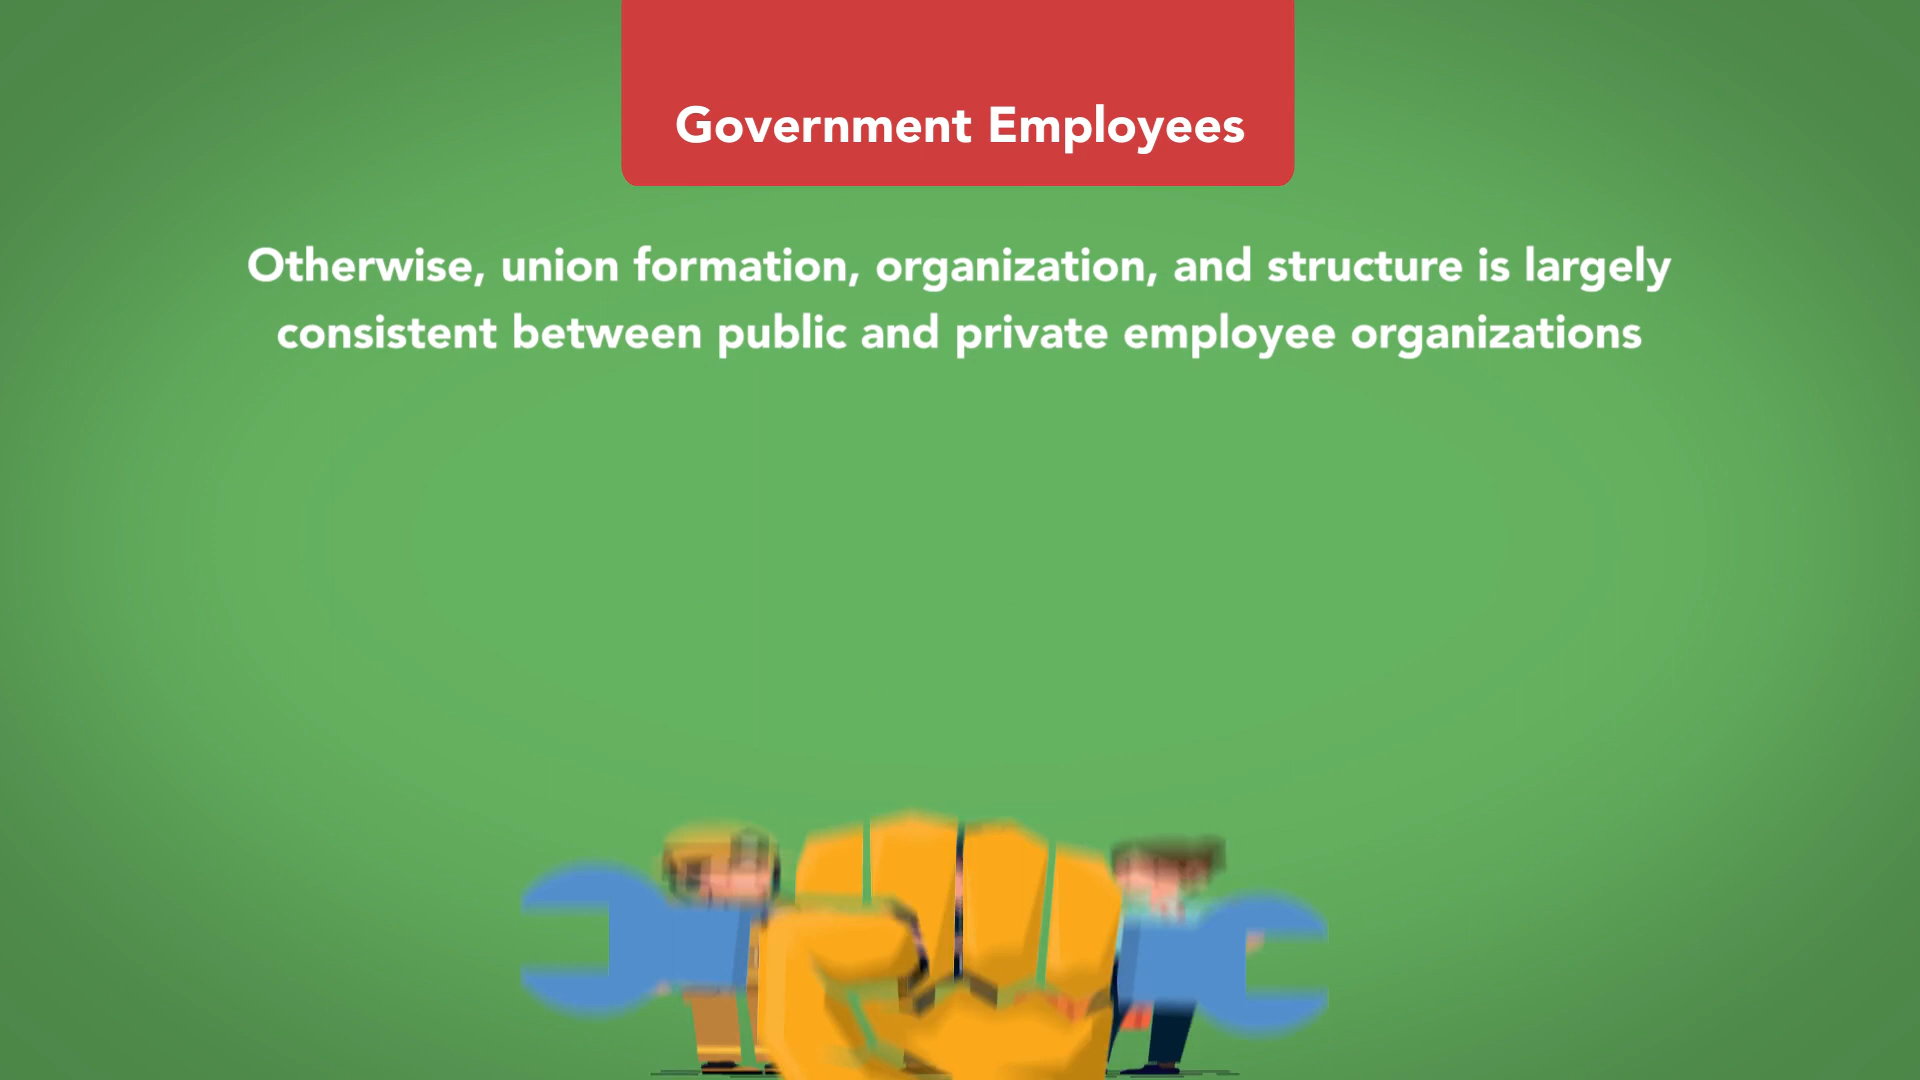 Government Employees
Otherwise, union formation, organization, and structure is largely
consistent between public and private employee organizations